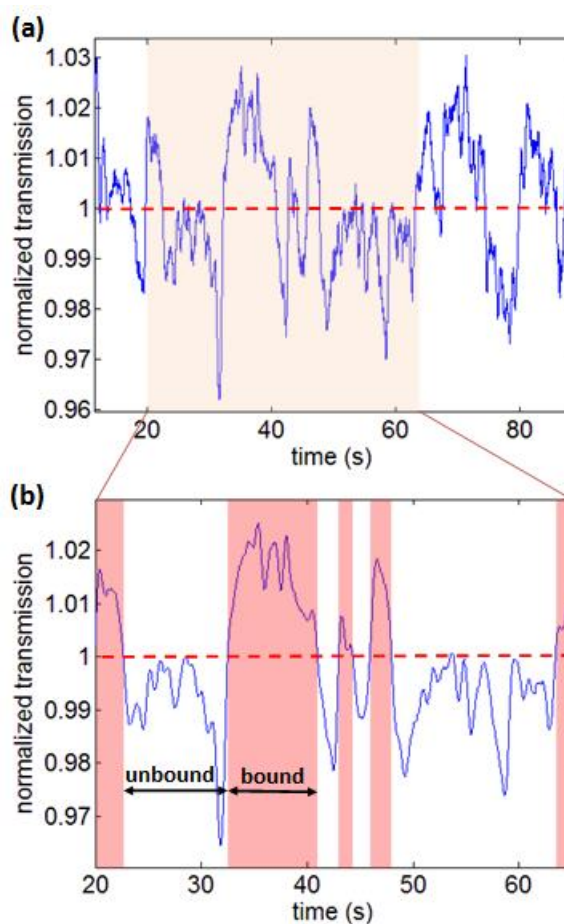 (a)
1.03
1.02
1.01
1
0.99
0.98
0.97
0.96
normalized transmission
20 40 60 80
time (s)
(b)
1.02
1.01
1
0.99
0.98
0.97
normalized transmission
unbound bound
20 30 40 50 60
time (s)